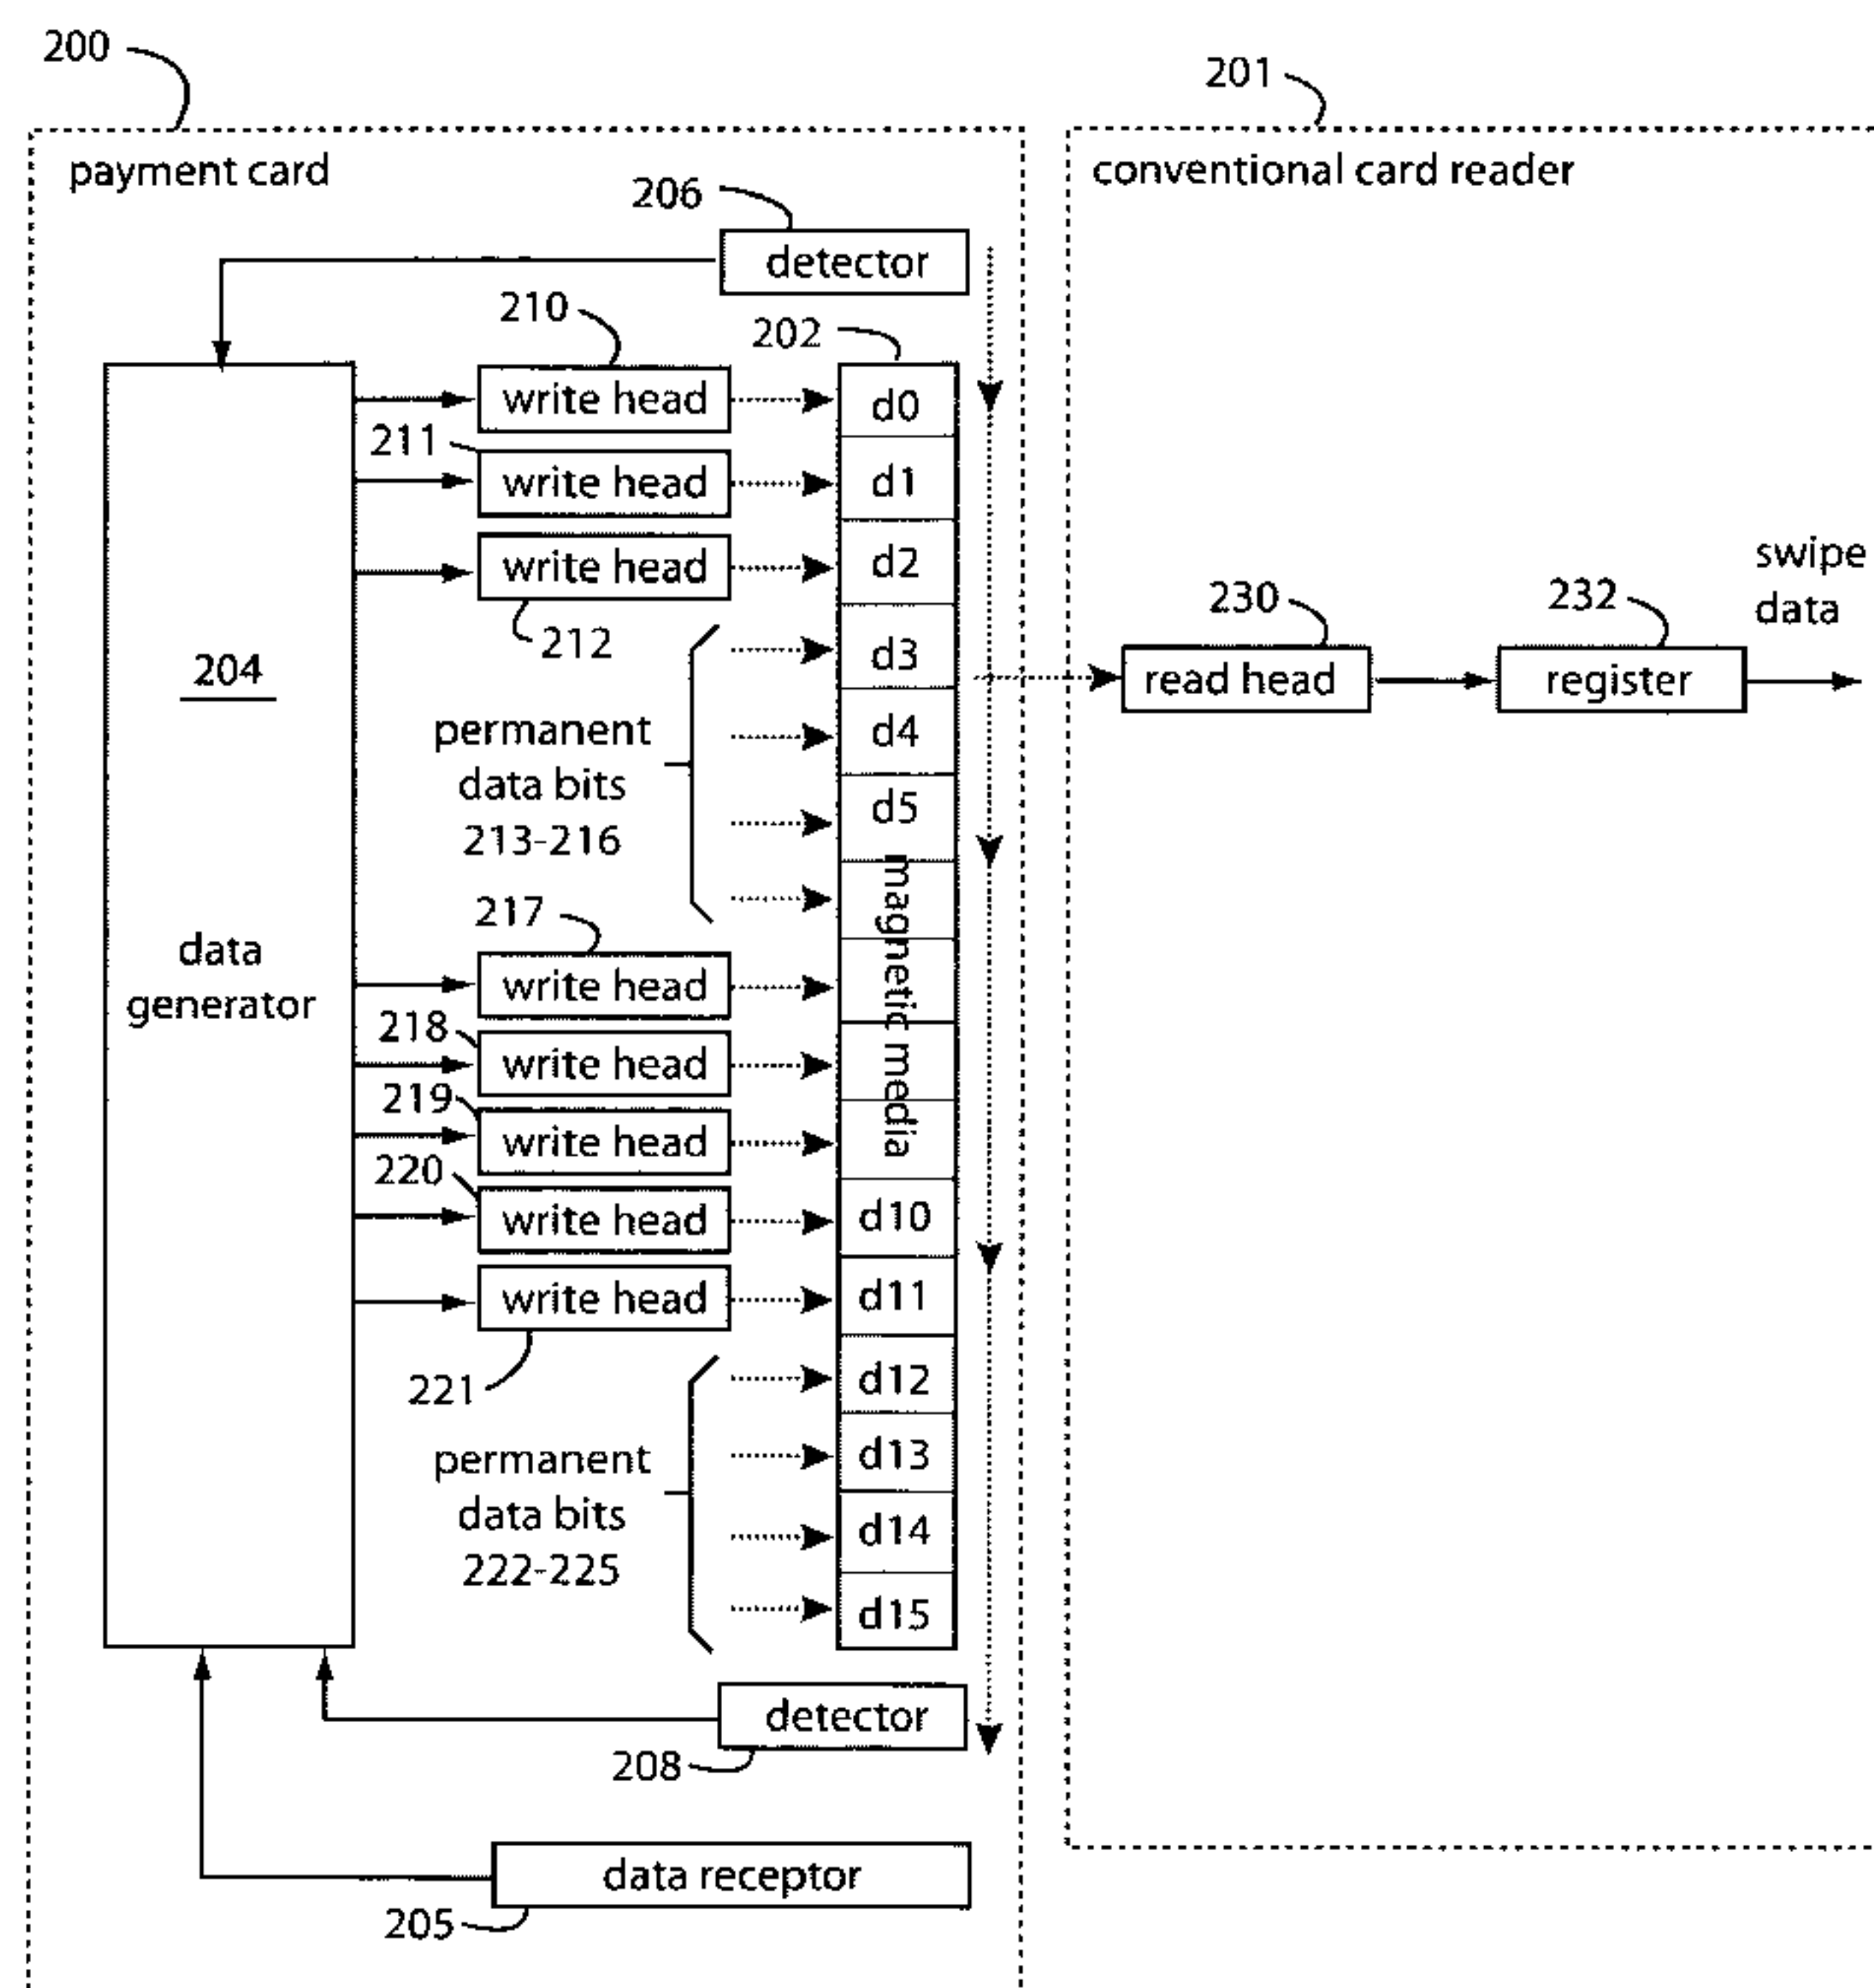 200
201
payment card
conventional card reader
206
detector
210
202
write head
d0
211
write head
d1
write head
d2
212
swipe
data
230
232
204
d3
read head
register
permanent
data bits
213-216
d4
d5
magnetic media
217
data
generator
write head
218
write head
219
write head
220
write head
d10
write head
d11
221
d12
permanent
data bits
222-225
d13
d14
d15
detector
208
data receptor
205